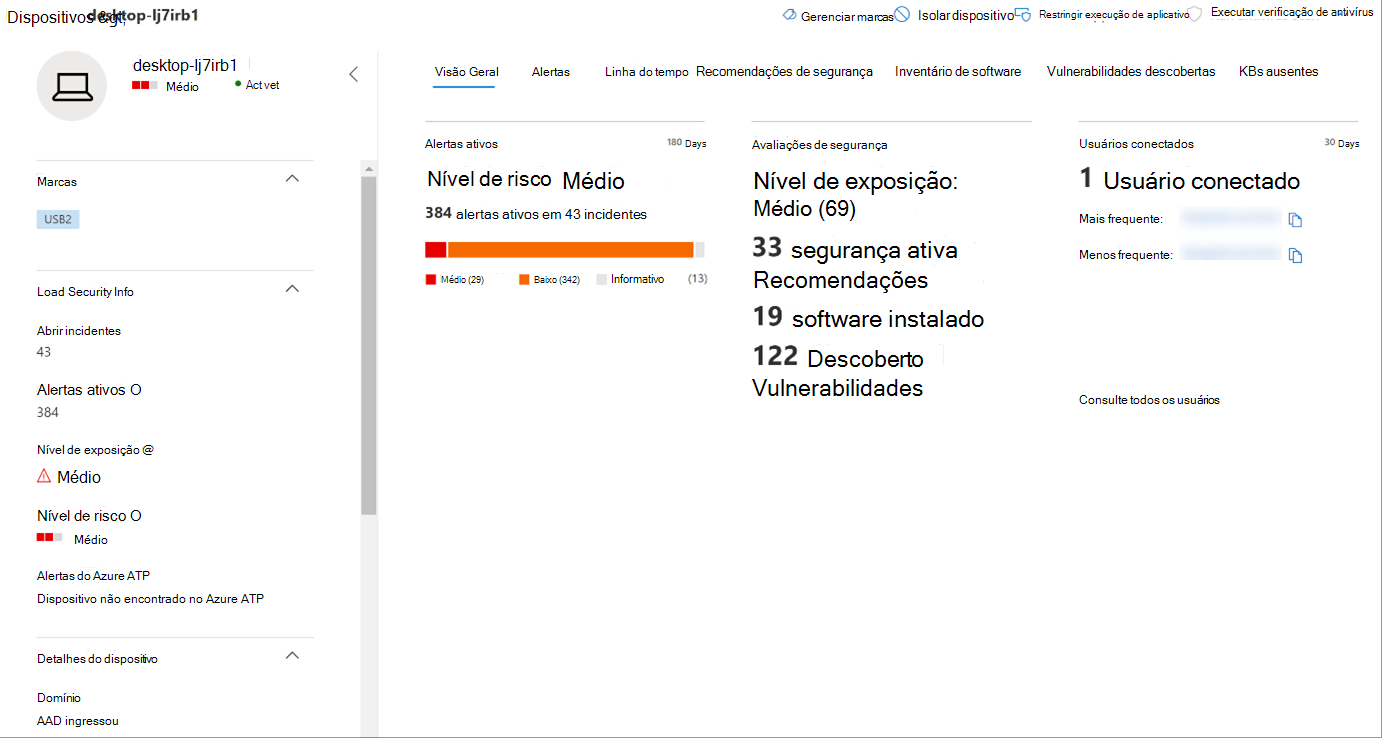 Dispositivos &gt;
desktop-lj7irb1
Gerenciar marcas
Isolar dispositivo
Restringir execução de aplicativo
Executar verificação de antivírus
desktop-lj7irb1
Médio
Act vet
Marcas
USB2
Load Security Info
Abrir incidentes
43
Alertas ativos O
384
Nível de exposição @
Médio
Nível de risco O
Médio
Alertas do Azure ATP
Dispositivo não encontrado no Azure ATP
Detalhes do dispositivo
Domínio
AAD ingressou
Visão Geral
Alertas
Linha do tempo
Recomendações de segurança
Inventário de software
Vulnerabilidades descobertas
KBs ausentes
Alertas ativos
180 Days
Nível de risco Médio
384 alertas ativos em 43 incidentes
Médio (29)
Baixo (342)
Informativo (13)
Avaliações de segurança
Nível de exposição:
Médio (69)
33 segurança ativa
Recomendações
19 software instalado
122 Descoberto
Vulnerabilidades
Usuários conectados
30 Days
1 Usuário conectado
Mais frequente:
Menos frequente:
Consulte todos os usuários